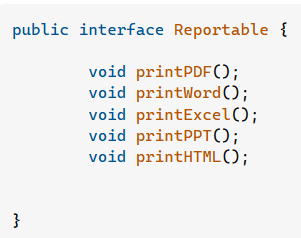 public interface Reportable {
void printPDF();
void printWord();
void printExcel();
void printPPT();
void printHTML();
}